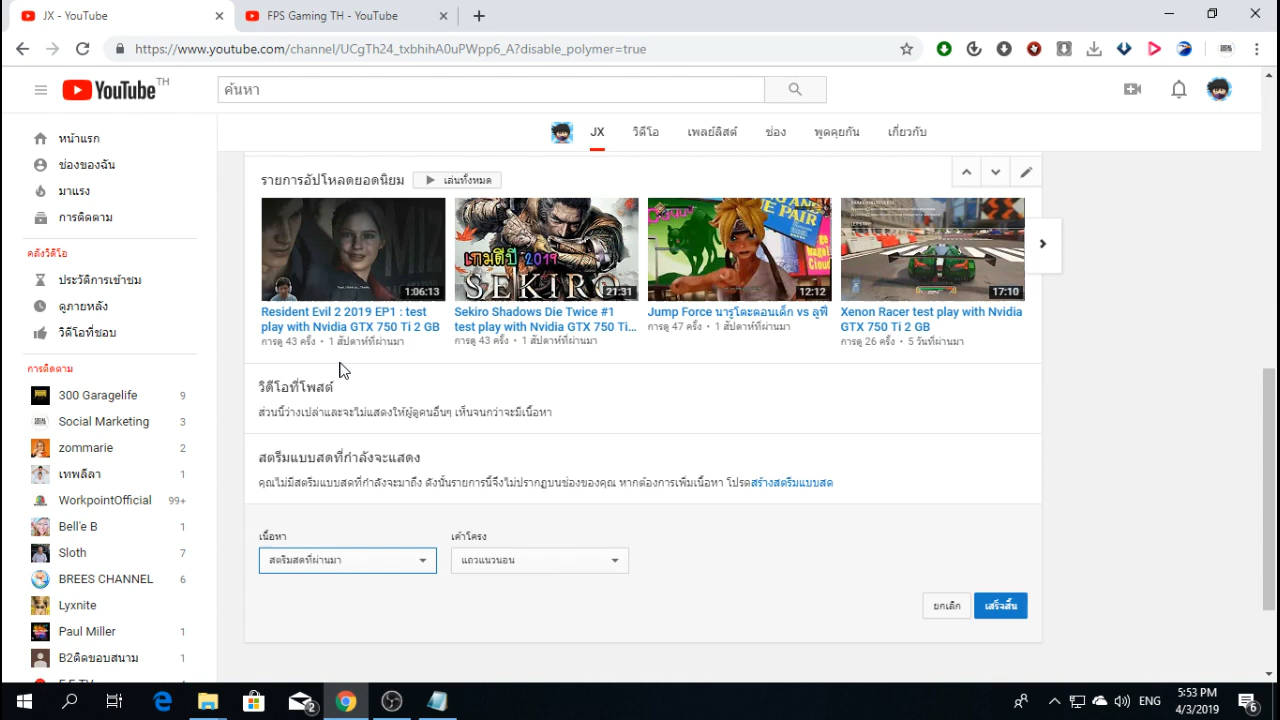 JX - YouTube
FPS Gaming TH - YouTube
https://www.youtube.com/channel/UCgTh24_txbhihA0uPWpp6_A?disable_polymer=true
YouTube TH
ค้นหา
JX วิดีโอ เพลย์ลิสต์ ช่อง พูดคุยกัน เกี่ยวกับ
หน้าแรก
ช่องของฉัน
มาแรง
การติดตาม
คลังวิดีโอ
ประวัติการเข้าชม
ดูภายหลัง
วิดีโอที่ชอบ
การติดตาม
300 Garagelife 9
Social Marketing 3
zommarie 2
เทพลีลา 1
WorkpointOfficial 99+
Bell'e B 1
Sloth 7
BREES CHANNEL 6
Lyxnite
Paul Miller 1
B2ติดขอบสนาม
รายการอัปโหลดยอดนิยม เล่นทั้งหมด
1:06:13
Resident Evil 2 2019 EP1 : test
play with Nvidia GTX 750 Ti 2 GB
การดู 43 ครั้ง • 1 สัปดาห์ที่ผ่านมา
เกมดีปี 2019
SEKIRO
21:31
Sekiro Shadows Die Twice #1
test play with Nvidia GTX 750 Ti...
การดู 43 ครั้ง • 1 สัปดาห์ที่ผ่านมา
12:12
Jump Force นารูโตะตอนเด็ก vs ลูฟี่
การดู 47 ครั้ง • 1 สัปดาห์ที่ผ่านมา
17:10
Xenon Racer test play with Nvidia
GTX 750 Ti 2 GB
การดู 26 ครั้ง • 5 วันที่ผ่านมา
วิดีโอที่โพสต์
ส่วนนี้ว่างเปล่าและจะไม่แสดงให้ผู้ดูคนอื่นๆ เห็นจนกว่าจะมีเนื้อหา
สตรีมแบบสดที่กำลังจะแสดง
คุณไม่มีสตรีมแบบสดที่กำลังจะมาถึง ดังนั้นรายการนี้จึงไม่ปรากฏบนช่องของคุณ หากต้องการเพิ่มเนื้อหา โปรดสร้างสตรีมแบบสด
เนื้อหา เค้าโครง
สตรีมสดที่ผ่านมา แถวแนวนอน
ยกเลิก เสร็จสิ้น
2
ENG
5:53 PM
4/3/2019
6